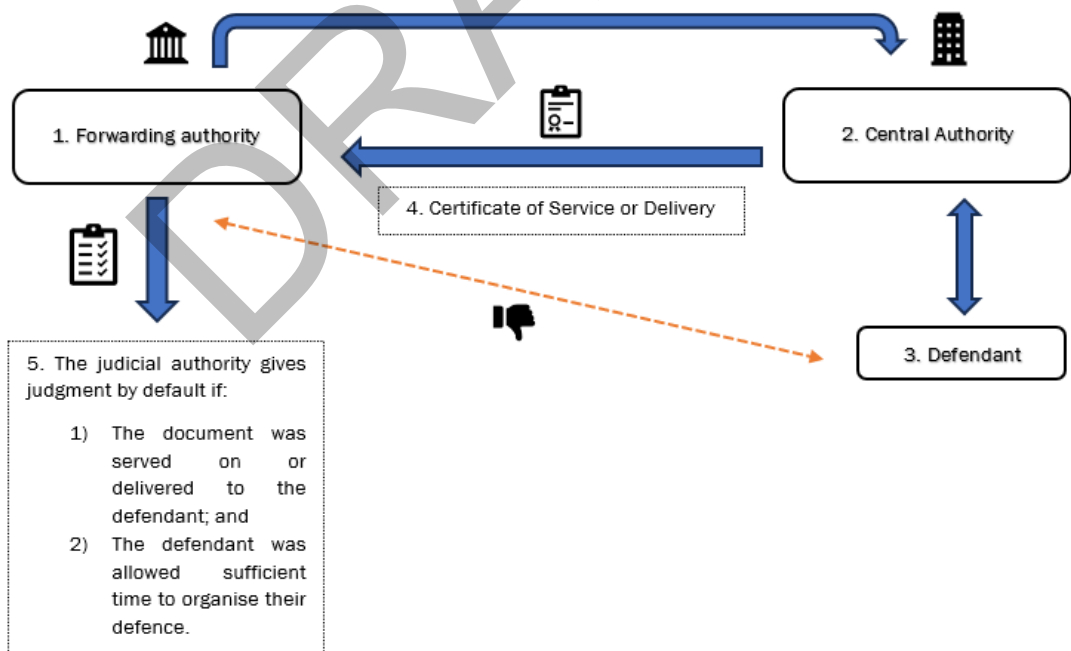 DRA
1. Forwarding authority
2. Central Authority
4. Certificate of Service or Delivery
3. Defendant
5. The judicial authority gives
judgment by default if:
1) The document was
served on or
delivered to the
defendant; and
2) The defendant was
allowed sufficient
time to organise their
defence.